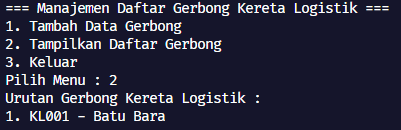 === Manajemen Daftar Gerbong Kereta Logistik ===
1. Tambah Data Gerbong
2. Tampilkan Daftar Gerbong
3. Keluar
Pilih Menu : 2
Urutan Gerbong Kereta Logistik :
1. KL001 - Batu Bara